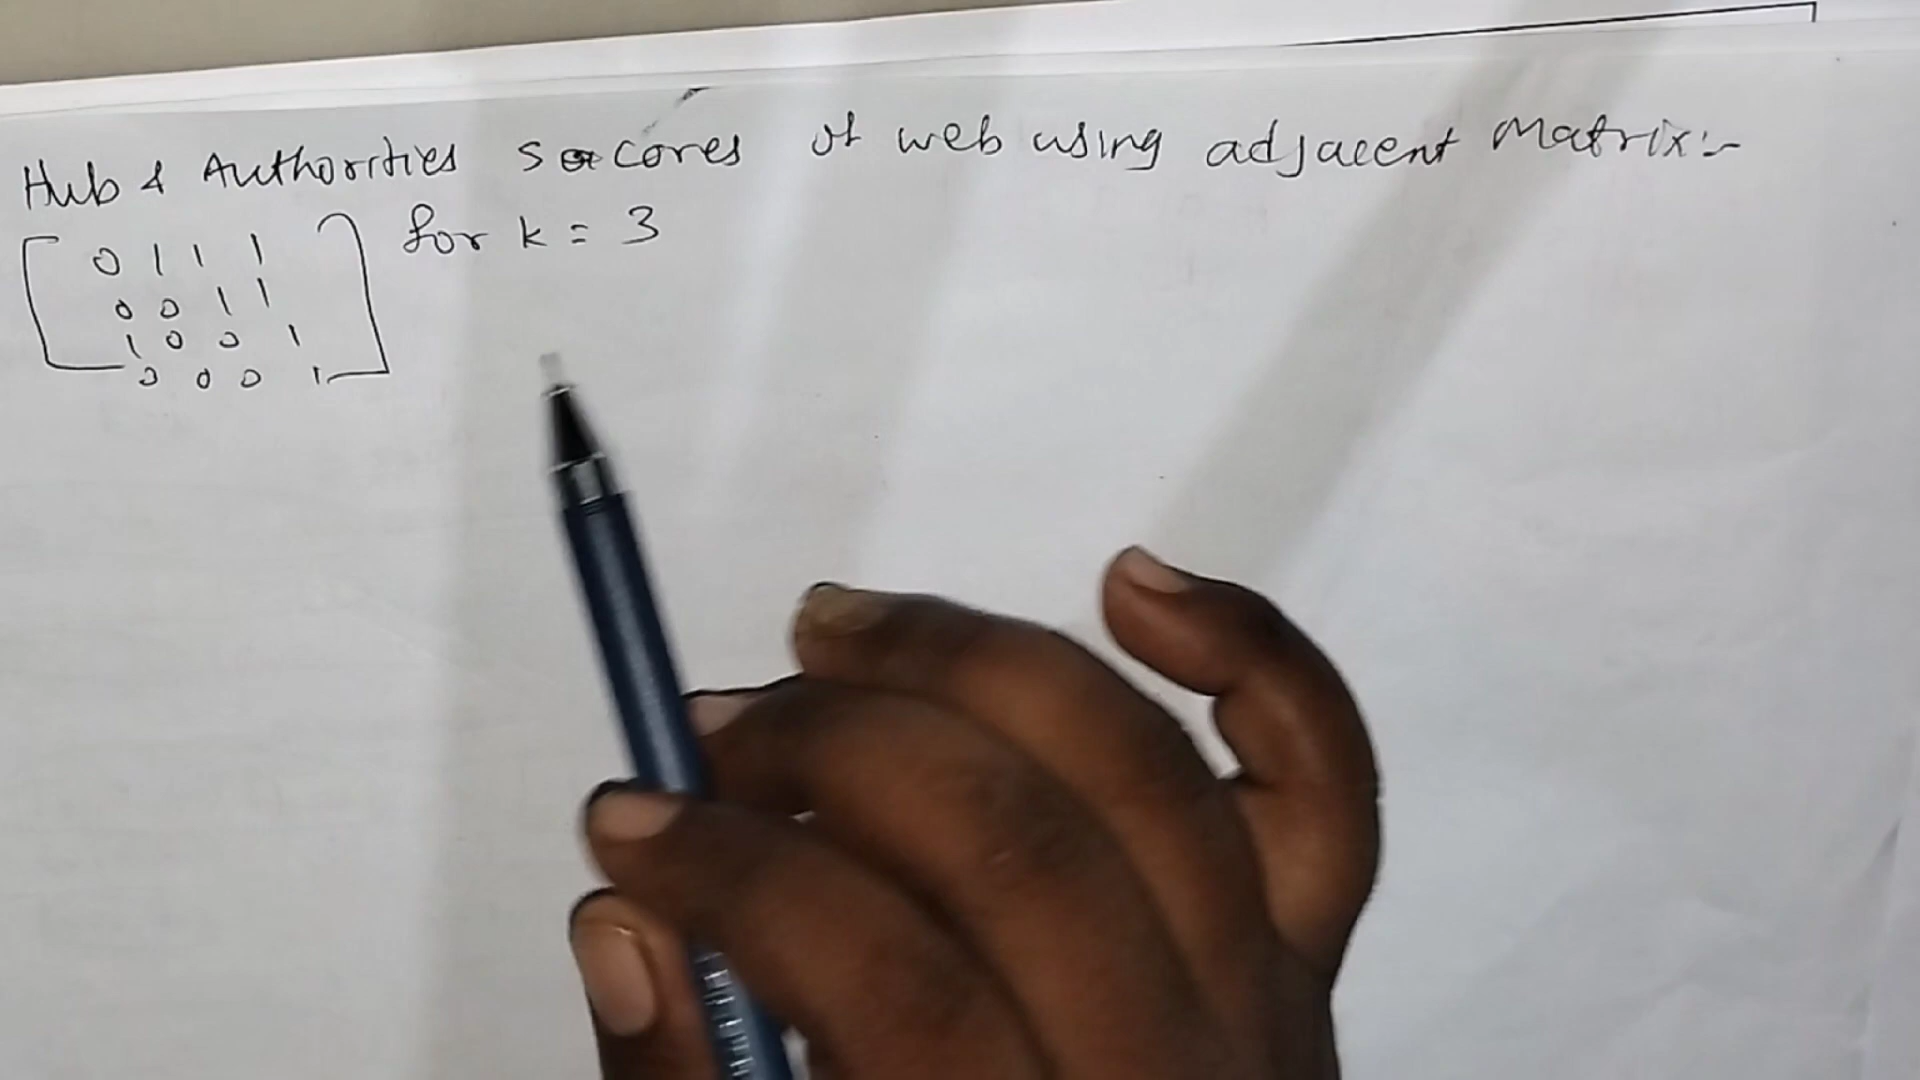 Hub & Authorities scores of web using adjacent Matrix:-
for k = 3
0 1 1 1
0 0 1 1
1 0 0 1
0 0 0 1